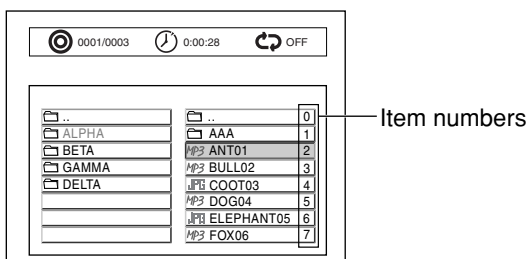 0001/0003 0:00:28 OFF
.. .. 0
ALPHA AAA 1
BETA MP3 ANT01 2
GAMMA MP3 BULL02 3
DELTA JPG COOT03 4
MP3 DOG04 5
JPG ELEPHANT05 6
MP3 FOX06 7
Item numbers